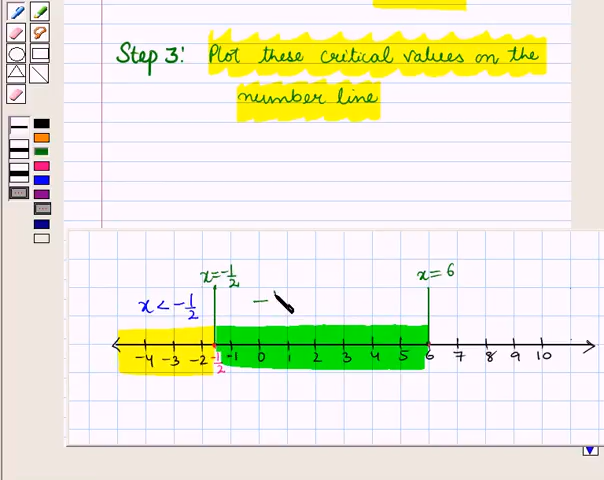 Step 3: Plot these critical values on the
number line
x=-1/2 x=6
x<-1/2 -
-4 -3 -2 -1/2 -1 0 1 2 3 4 5 6 7 8 9 10